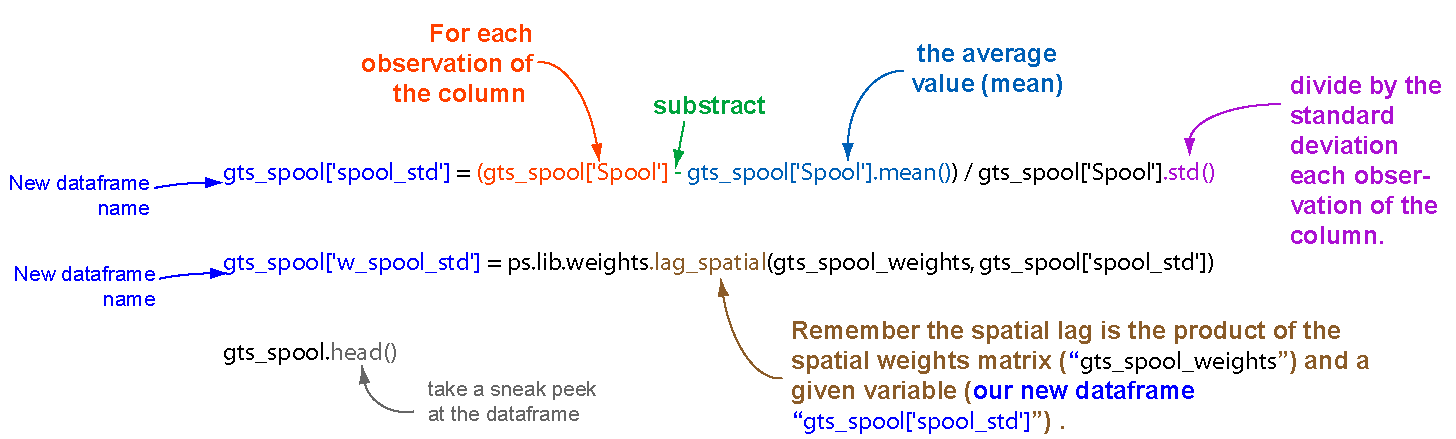 For each
observation of
the column
substract
the average
value (mean)
divide by the
standard
deviation
each obser-
vation of the
column.
New dataframe
name
gts_spool['spool_std'] = (gts_spool['Spool'] - gts_spool['Spool'].mean()) / gts_spool['Spool'].std()
New dataframe
name
gts_spool['w_spool_std'] = ps.lib.weights.lag_spatial(gts_spool_weights, gts_spool['spool_std'])
gts_spool.head()
take a sneak peek
at the dataframe
Remember the spatial lag is the product of the
spatial weights matrix (“gts_spool_weights”) and a
given variable (our new dataframe
“gts_spool['spool_std']”) .